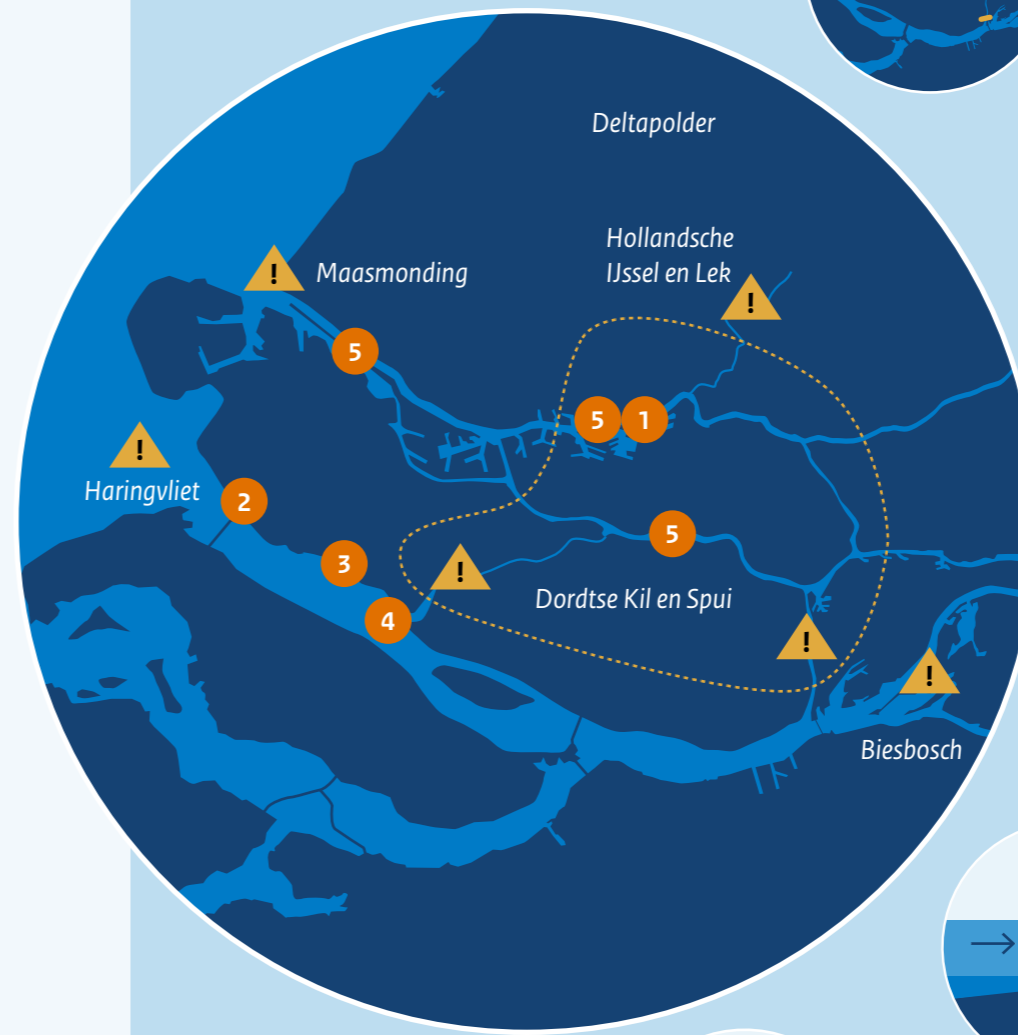 Deltapolder
Hollandsche
IJssel en Lek
!
!
Maasmonding
5
5
1
!
Haringvliet
2
5
3
!
Dordtse Kil en Spui
4
!
!
Biesbosch